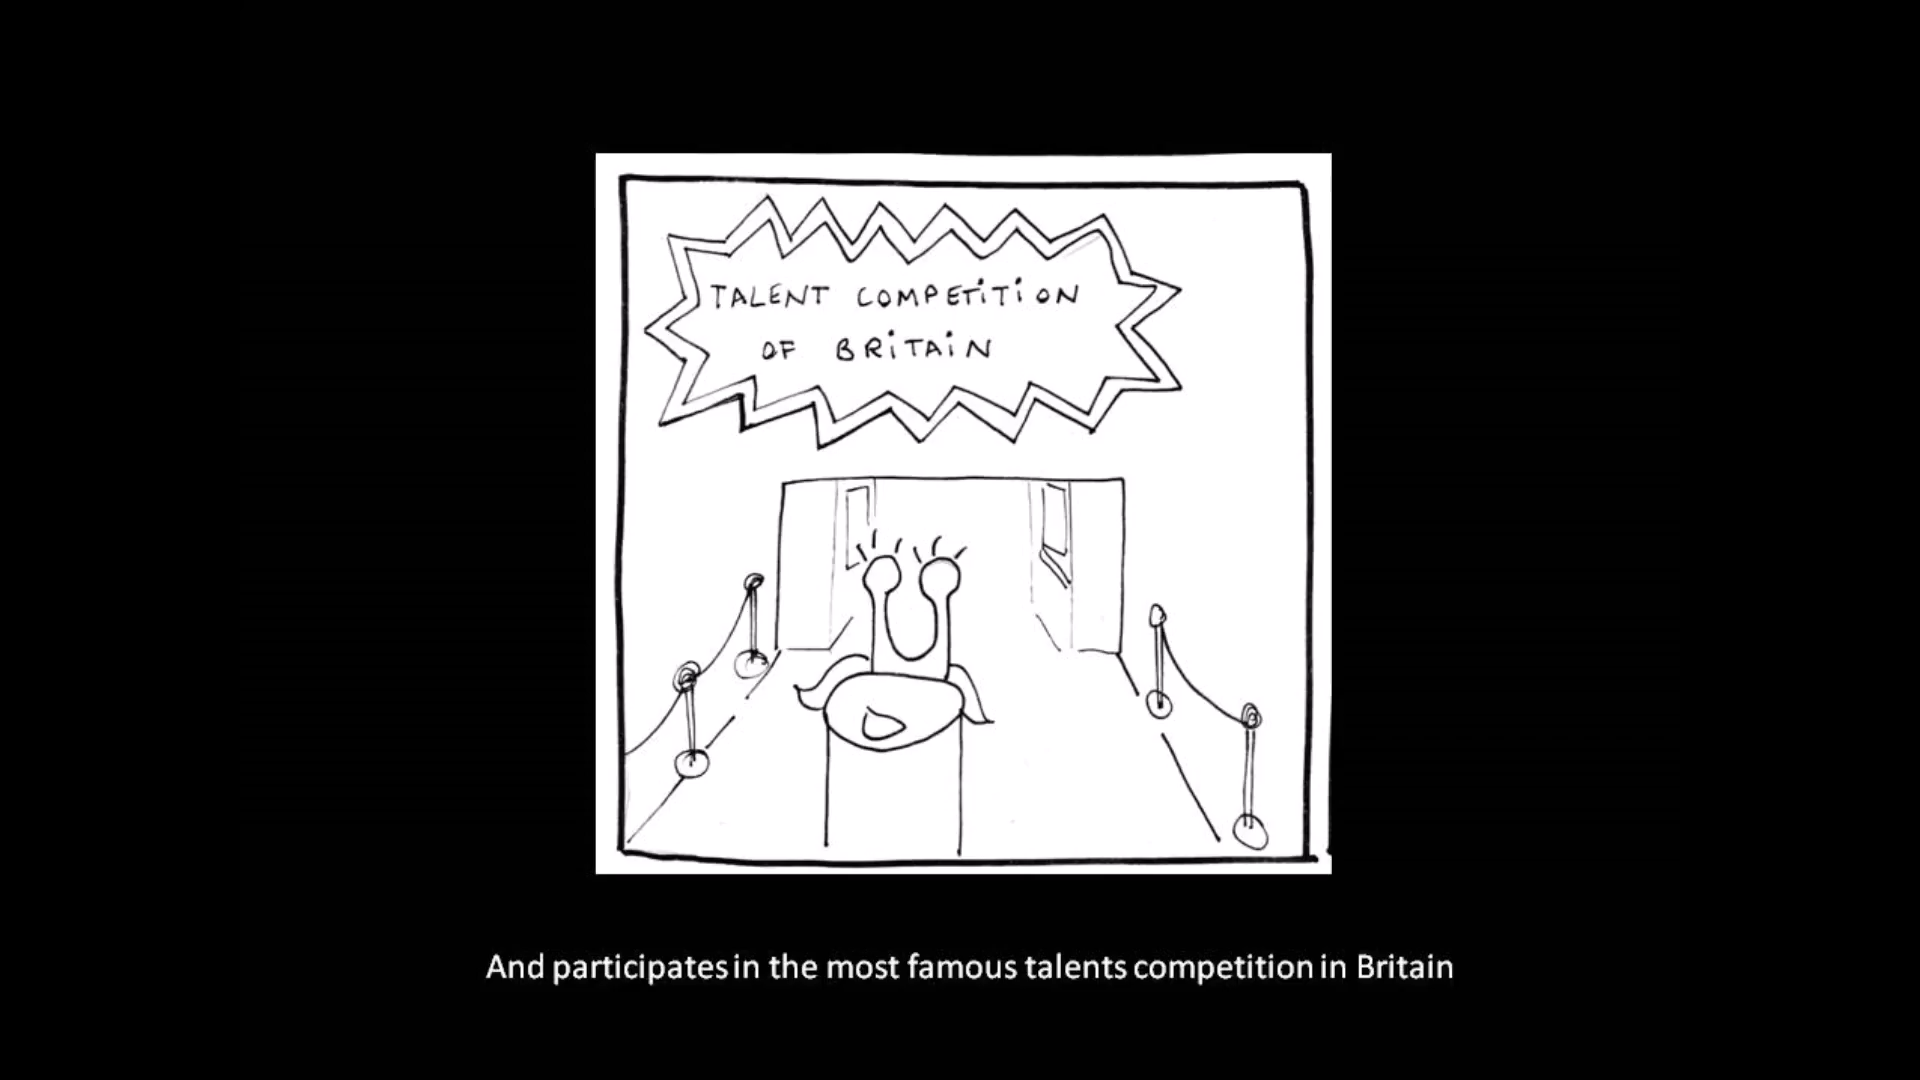 TALENT COMPETITION
OF BRITAIN
And participates in the most famous talents competition in Britain